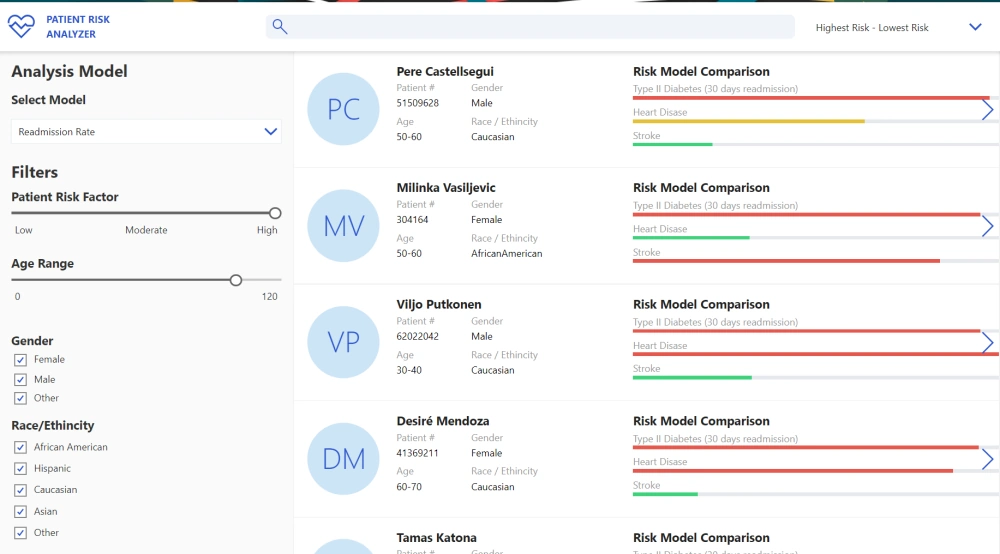 PATIENT RISK
ANALYZER
Highest Risk - Lowest Risk
Analysis Model
Select Model
Readmission Rate
Filters
Patient Risk Factor
Low Moderate High
Age Range
0 120
Gender
Female
Male
Other
Race/Ethincity
African American
Hispanic
Caucasian
Asian
Other
PC
Pere Castellsegui
Patient # Gender
51509628 Male
Age Race / Ethincity
50-60 Caucasian
Risk Model Comparison
Type II Diabetes (30 days readmission)
Heart Disase
Stroke
MV
Milinka Vasiljevic
Patient # Gender
304164 Female
Age Race / Ethincity
50-60 AfricanAmerican
Risk Model Comparison
Type II Diabetes (30 days readmission)
Heart Disase
Stroke
VP
Viljo Putkonen
Patient # Gender
62022042 Male
Age Race / Ethincity
30-40 Caucasian
Risk Model Comparison
Type II Diabetes (30 days readmission)
Heart Disase
Stroke
DM
Desiré Mendoza
Patient # Gender
41369211 Female
Age Race / Ethincity
60-70 Caucasian
Risk Model Comparison
Type II Diabetes (30 days readmission)
Heart Disase
Stroke
Tamas Katona
Patient # Gender
Risk Model Comparison
Type II Diabetes (30 days readmission)